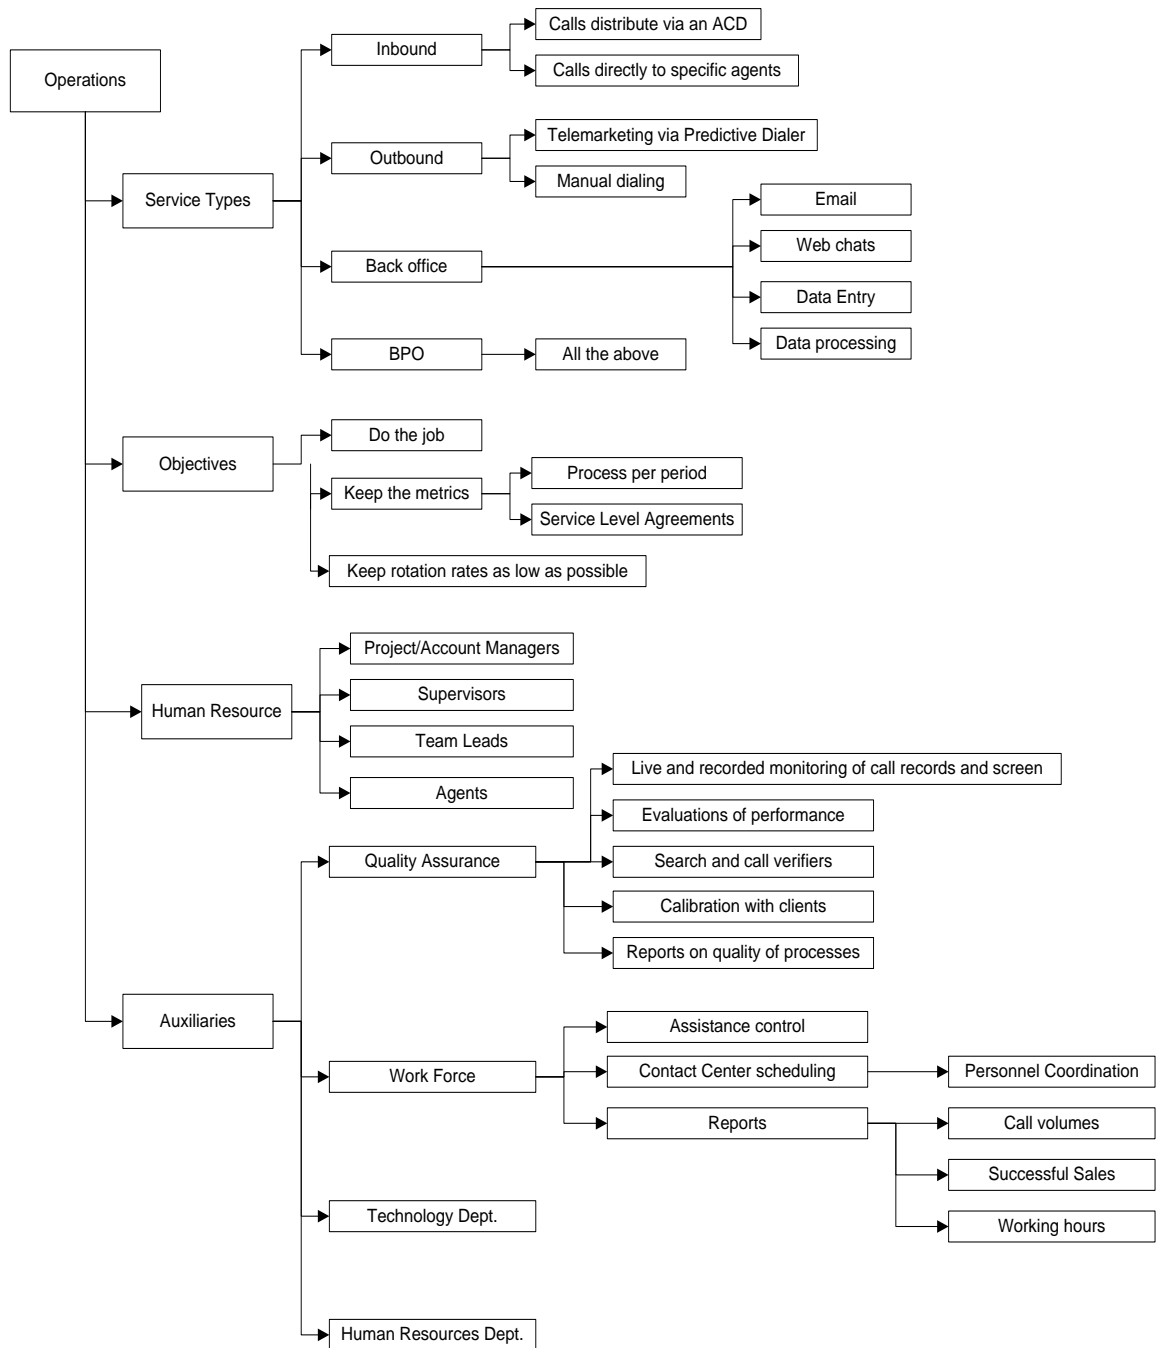 Operations
Service Types
Inbound
Calls distribute via an ACD
Calls directly to specific agents
Outbound
Telemarketing via Predictive Dialer
Manual dialing
Back office
Email
Web chats
Data Entry
Data processing
BPO
All the above
Objectives
Do the job
Keep the metrics
Process per period
Service Level Agreements
Keep rotation rates as low as possible
Human Resource
Project/Account Managers
Supervisors
Team Leads
Agents
Auxiliaries
Quality Assurance
Live and recorded monitoring of call records and screen
Evaluations of performance
Search and call verifiers
Calibration with clients
Reports on quality of processes
Work Force
Assistance control
Contact Center scheduling
Personnel Coordination
Reports
Call volumes
Successful Sales
Working hours
Technology Dept.
Human Resources Dept.